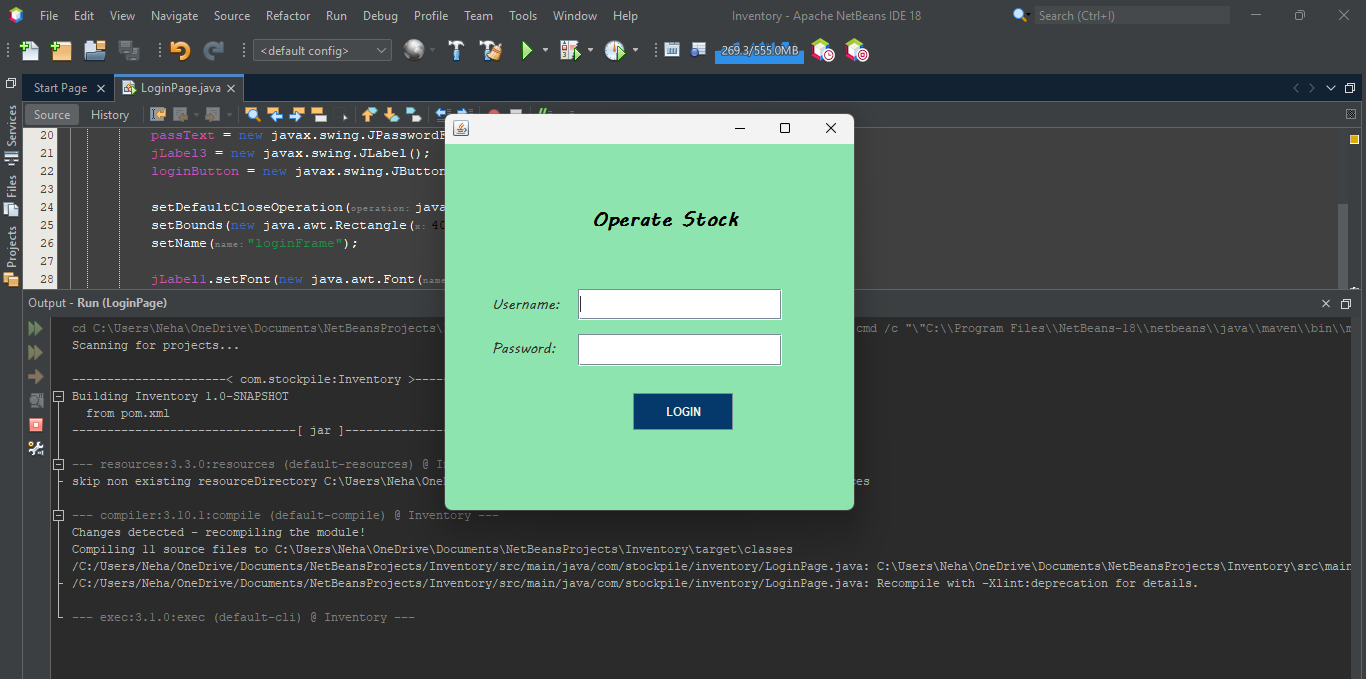 File Edit View Navigate Source Refactor Run Debug Profile Team Tools Window Help
Inventory - Apache NetBeans IDE 18
Search (Ctrl+I)
<default config>
269.3/555.0MB
Start Page
LoginPage.java
Source History
Services
Files
Projects
20 passText = new javax.swing.JPasswordF
21 jLabel3 = new javax.swing.JLabel();
22 loginButton = new javax.swing.JButton
23
24 setDefaultCloseOperation(operation: java
25 setBounds(new java.awt.Rectangle(x: 40
26 setName(name: "loginFrame");
27
28 jLabel1.setFont(new java.awt.Font(name
Operate Stock
Username:
Password:
LOGIN
Output - Run (LoginPage)
cd C:\Users\Neha\OneDrive\Documents\NetBeansProjects\ cmd /c "\"C:\\Program Files\\NetBeans-18\\netbeans\\java\\maven\\bin\\m
Scanning for projects...
----------------------< com.stockpile:Inventory >----
Building Inventory 1.0-SNAPSHOT
from pom.xml
--------------------------------[ jar ]--------------
--- resources:3.3.0:resources (default-resources) @ In
skip non existing resourceDirectory C:\Users\Neha\One es
--- compiler:3.10.1:compile (default-compile) @ Inventory ---
Changes detected - recompiling the module!
Compiling 11 source files to C:\Users\Neha\OneDrive\Documents\NetBeansProjects\Inventory\target\classes
/C:/Users/Neha/OneDrive/Documents/NetBeansProjects/Inventory/src/main/java/com/stockpile/inventory/LoginPage.java: C:\Users\Neha\OneDrive\Documents\NetBeansProjects\Inventory\src\main
/C:/Users/Neha/OneDrive/Documents/NetBeansProjects/Inventory/src/main/java/com/stockpile/inventory/LoginPage.java: Recompile with -Xlint:deprecation for details.
--- exec:3.1.0:exec (default-cli) @ Inventory ---